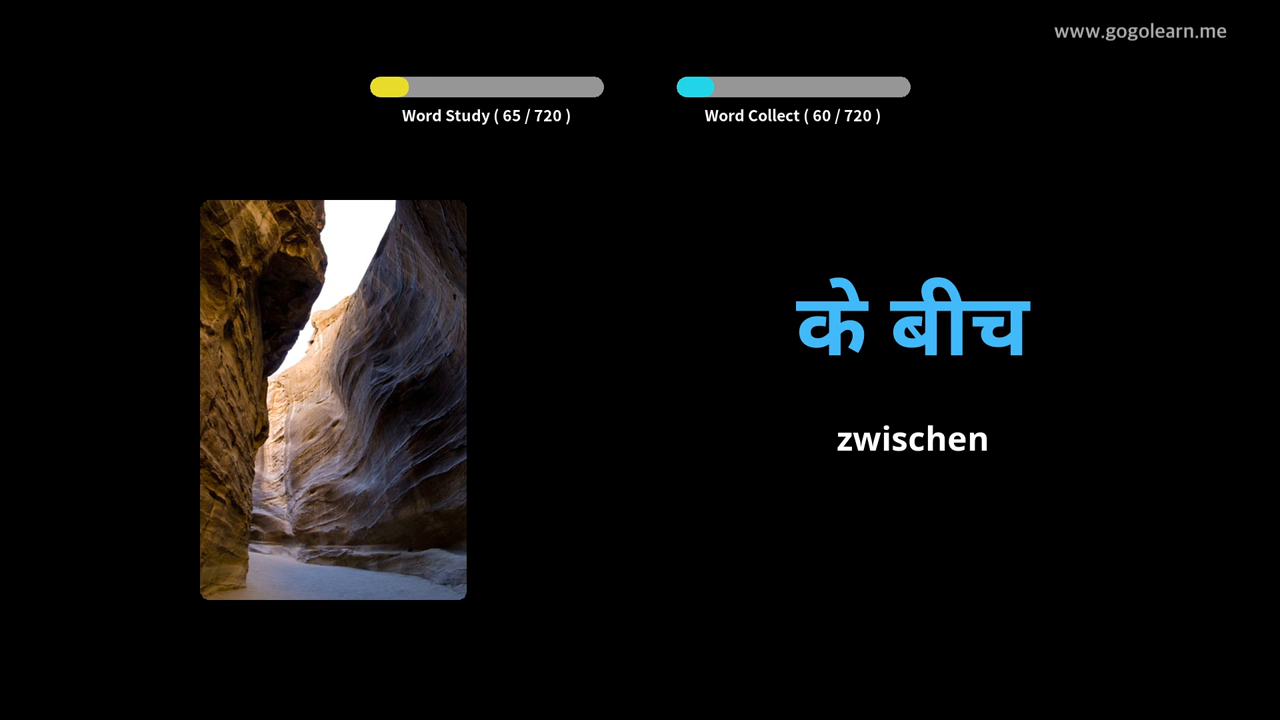 www.gogolearn.me
Word Study ( 65 / 720 )
Word Collect ( 60 / 720 )
के बीच
zwischen